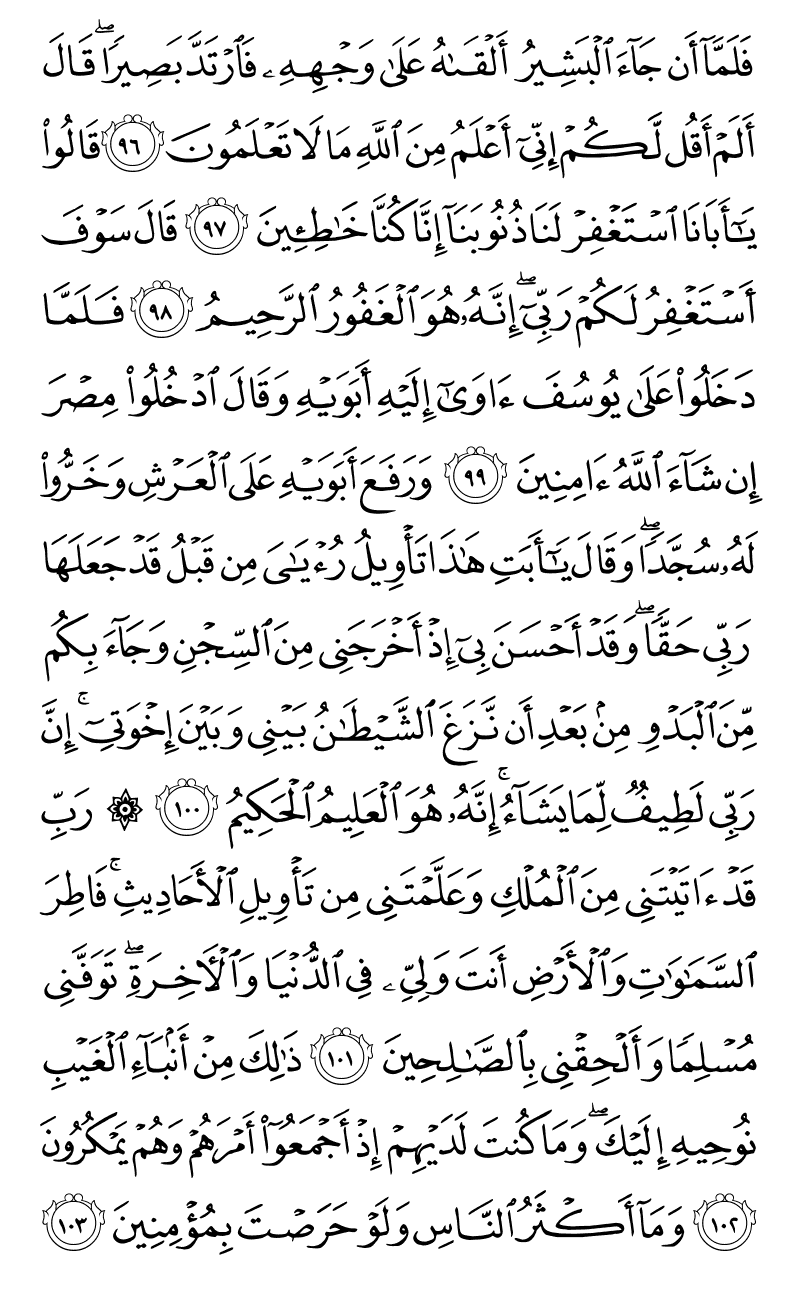 فَلَمَّآ أَن جَآءَ ٱلْبَشِيرُ أَلْقَىٰهُ عَلَىٰ وَجْهِهِۦ فَٱرْتَدَّ بَصِيرًا ۖ قَالَ
أَلَمْ أَقُل لَّكُمْ إِنِّىٓ أَعْلَمُ مِنَ ٱللَّهِ مَا لَا تَعْلَمُونَ ٩٦ قَالُوا۟
يَـٰٓأَبَانَا ٱسْتَغْفِرْ لَنَا ذُنُوبَنَآ إِنَّا كُنَّا خَـٰطِـِٔينَ ٩٧ قَالَ سَوْفَ
أَسْتَغْفِرُ لَكُمْ رَبِّىٓ ۖ إِنَّهُۥ هُوَ ٱلْغَفُورُ ٱلرَّحِيمُ ٩٨ فَلَمَّا
دَخَلُوا۟ عَلَىٰ يُوسُفَ ءَاوَىٰٓ إِلَيْهِ أَبَوَيْهِ وَقَالَ ٱدْخُلُوا۟ مِصْرَ
إِن شَآءَ ٱللَّهُ ءَامِنِينَ ٩٩ وَرَفَعَ أَبَوَيْهِ عَلَى ٱلْعَرْشِ وَخَرُّوا۟
لَهُۥ سُجَّدًا ۖ وَقَالَ يَـٰٓأَبَتِ هَـٰذَا تَأْوِيلُ رُءْيَـٰىَ مِن قَبْلُ قَدْ جَعَلَهَا
رَبِّى حَقًّا ۖ وَقَدْ أَحْسَنَ بِىٓ إِذْ أَخْرَجَنِى مِنَ ٱلسِّجْنِ وَجَآءَ بِكُم
مِّنَ ٱلْبَدْوِ مِنۢ بَعْدِ أَن نَّزَغَ ٱلشَّيْطَـٰنُ بَيْنِى وَبَيْنَ إِخْوَتِىٓ ۚ إِنَّ
رَبِّى لَطِيفٌ لِّمَا يَشَآءُ ۚ إِنَّهُۥ هُوَ ٱلْعَلِيمُ ٱلْحَكِيمُ ١٠٠ ۞ رَبِّ
قَدْ ءَاتَيْتَنِى مِنَ ٱلْمُلْكِ وَعَلَّمْتَنِى مِن تَأْوِيلِ ٱلْأَحَادِيثِ ۚ فَاطِرَ
ٱلسَّمَـٰوَٰتِ وَٱلْأَرْضِ أَنتَ وَلِىِّۦ فِى ٱلدُّنْيَا وَٱلْـَٔاخِرَةِ ۖ تَوَفَّنِى
مُسْلِمًا وَأَلْحِقْنِى بِٱلصَّـٰلِحِينَ ١٠١ ذَٰلِكَ مِنْ أَنۢبَآءِ ٱلْغَيْبِ
نُوحِيهِ إِلَيْكَ ۖ وَمَا كُنتَ لَدَيْهِمْ إِذْ أَجْمَعُوٓا۟ أَمْرَهُمْ وَهُمْ يَمْكُرُونَ
١٠٢ وَمَآ أَكْثَرُ ٱلنَّاسِ وَلَوْ حَرَصْتَ بِمُؤْمِنِينَ ١٠٣